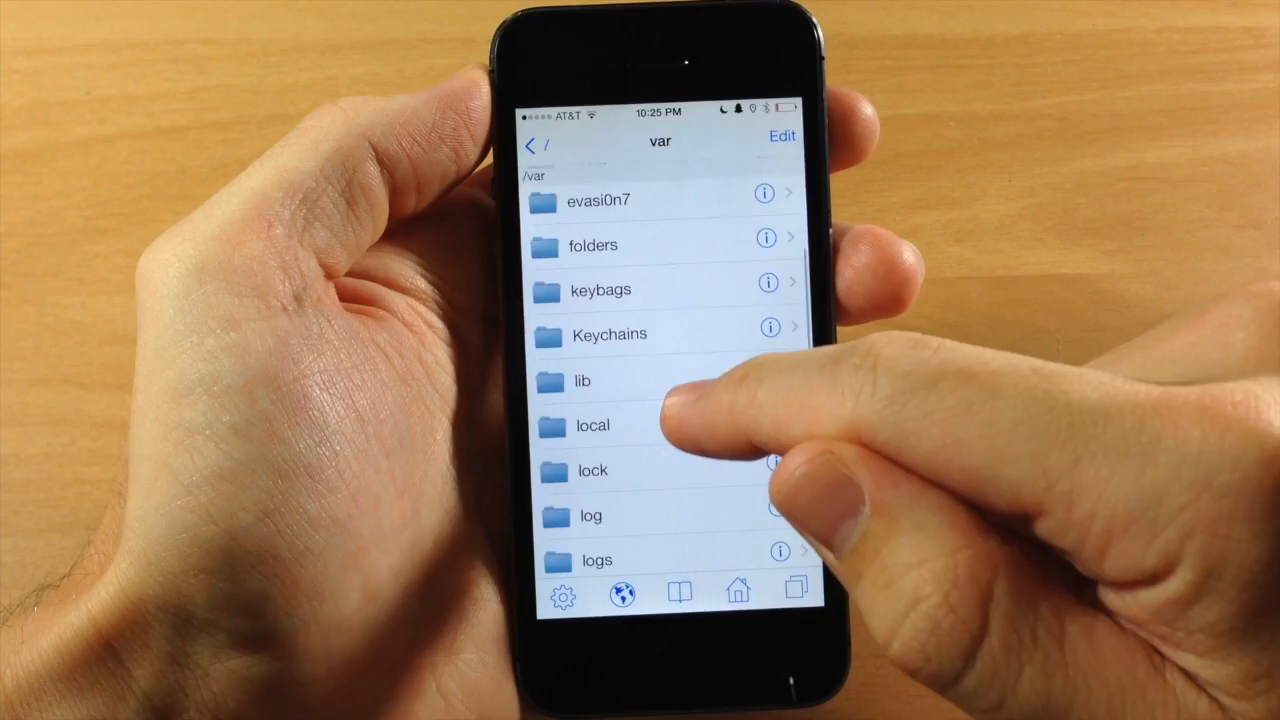 AT&T 10:25 PM
/ var Edit
/var
evasi0n7
folders
keybags
Keychains
lib
local
lock
log
logs